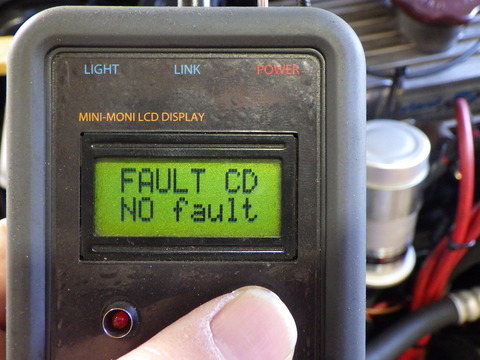 LIGHT LINK POWER
MINI-MONI LCD DISPLAY
FAULT CD
NO fault